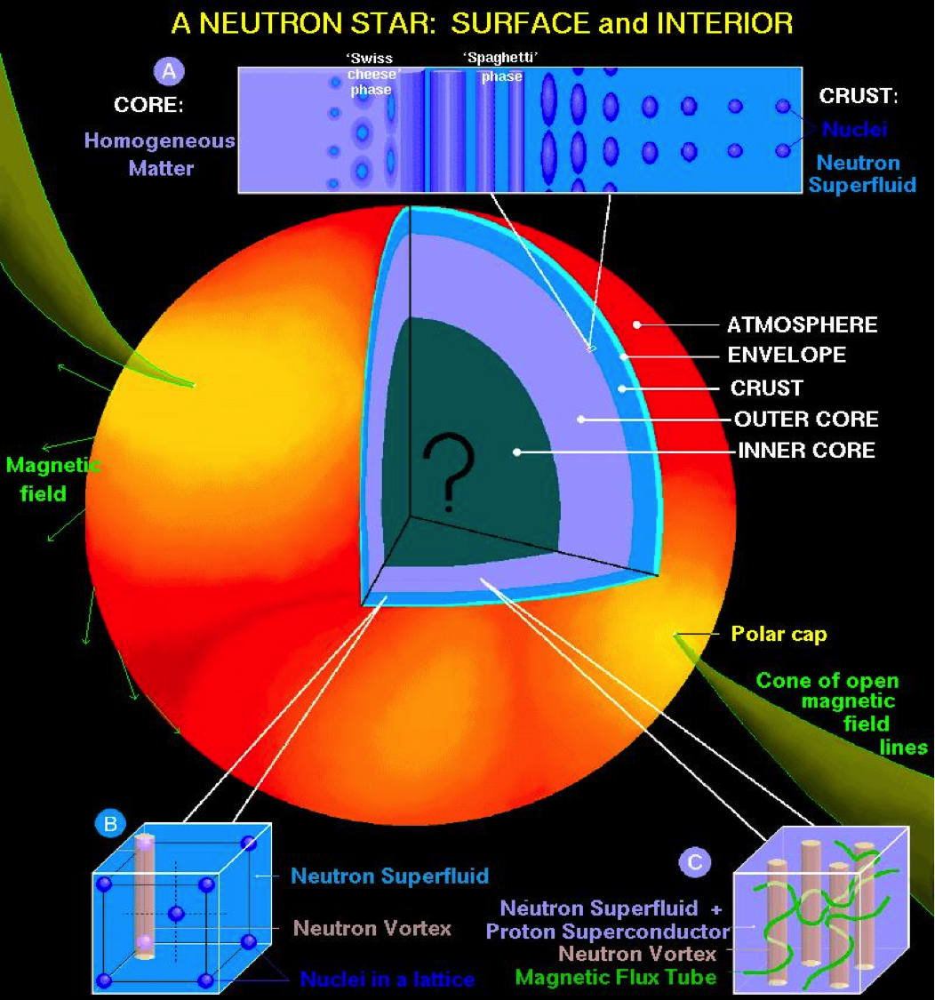 A NEUTRON STAR: SURFACE and INTERIOR
A
CORE:
Homogeneous
Matter
'Swiss
cheese'
phase
'Spaghetti'
phase
CRUST:
Nuclei
Neutron
Superfluid
ATMOSPHERE
ENVELOPE
CRUST
OUTER CORE
INNER CORE
?
Magnetic
field
Polar cap
Cone of open
magnetic
field
lines
B
Neutron Superfluid
Neutron Vortex
Nuclei in a lattice
C
Neutron Superfluid +
Proton Superconductor
Neutron Vortex
Magnetic Flux Tube